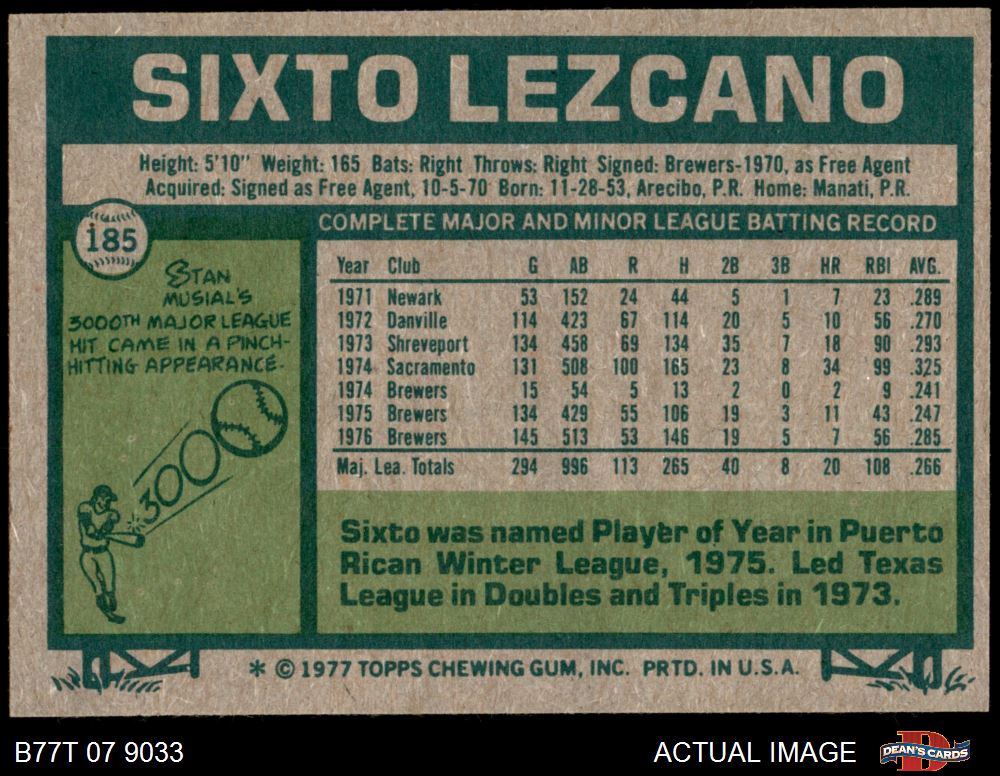 SIXTO LEZCANO
Height: 5'10" Weight: 165 Bats: Right Throws: Right Signed: Brewers-1970, as Free Agent
Acquired: Signed as Free Agent, 10-5-70 Born: 11-28-53, Arecibo, P.R. Home: Manati, P.R.
185
STAN
MUSIAL'S
3000TH MAJOR LEAGUE
HIT CAME IN A PINCH-
HITTING APPEARANCE.
3000
COMPLETE MAJOR AND MINOR LEAGUE BATTING RECORD
Year Club G AB R H 2B 3B HR RBI AVG.
1971 Newark 53 152 24 44 5 1 7 23 .289
1972 Danville 114 423 67 114 20 5 10 56 .270
1973 Shreveport 134 458 69 134 35 7 18 90 .293
1974 Sacramento 131 508 100 165 23 8 34 99 .325
1974 Brewers 15 54 5 13 2 0 2 9 .241
1975 Brewers 134 429 55 106 19 3 11 43 .247
1976 Brewers 145 513 53 146 19 5 7 56 .285
Maj. Lea. Totals 294 996 113 265 40 8 20 108 .266
Sixto was named Player of Year in Puerto
Rican Winter League, 1975. Led Texas
League in Doubles and Triples in 1973.
* © 1977 TOPPS CHEWING GUM, INC. PRTD. IN U.S.A.
B77T 07 9033
ACTUAL IMAGE
DEAN'S CARDS